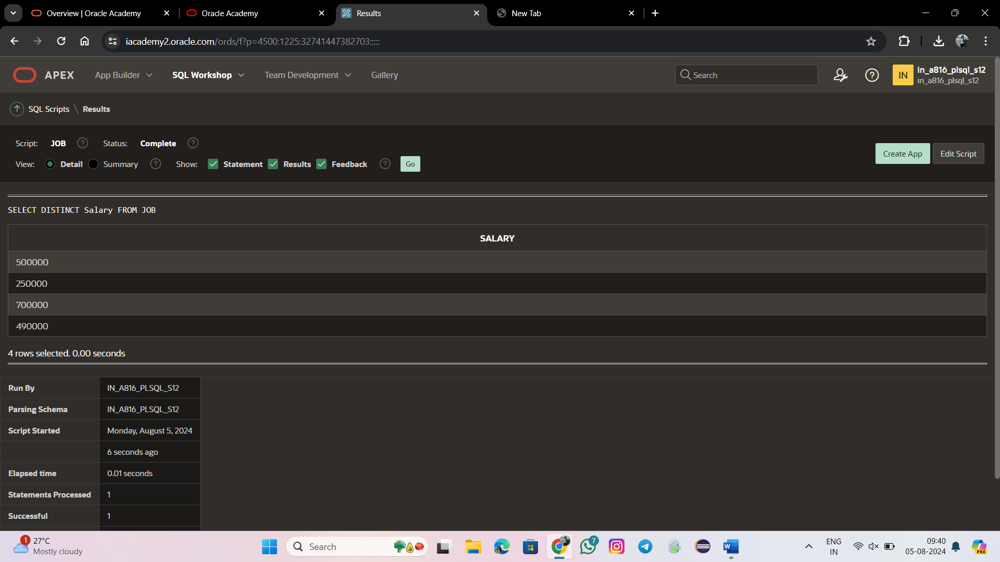 Overview | Oracle Academy
Oracle Academy
Results
New Tab
iacademy2.oracle.com/ords/f?p=4500:1225:32741447382703:::::
APEX App Builder SQL Workshop Team Development Gallery
Search
IN
in_a816_plsql_s12
in_a816_plsql_s12
SQL Scripts \ Results
Script: JOB ? Status: Complete ?
View: Detail Summary ? Show: Statement Results Feedback ? Go
Create App Edit Script
SELECT DISTINCT Salary FROM JOB
SALARY
500000
250000
700000
490000
4 rows selected. 0.00 seconds
Run By IN_A816_PLSQL_S12
Parsing Schema IN_A816_PLSQL_S12
Script Started Monday, August 5, 2024
6 seconds ago
Elapsed time 0.01 seconds
Statements Processed 1
Successful 1
1
27°C
Mostly cloudy
Search
7
W
ENG
IN
09:40
05-08-2024
PRE